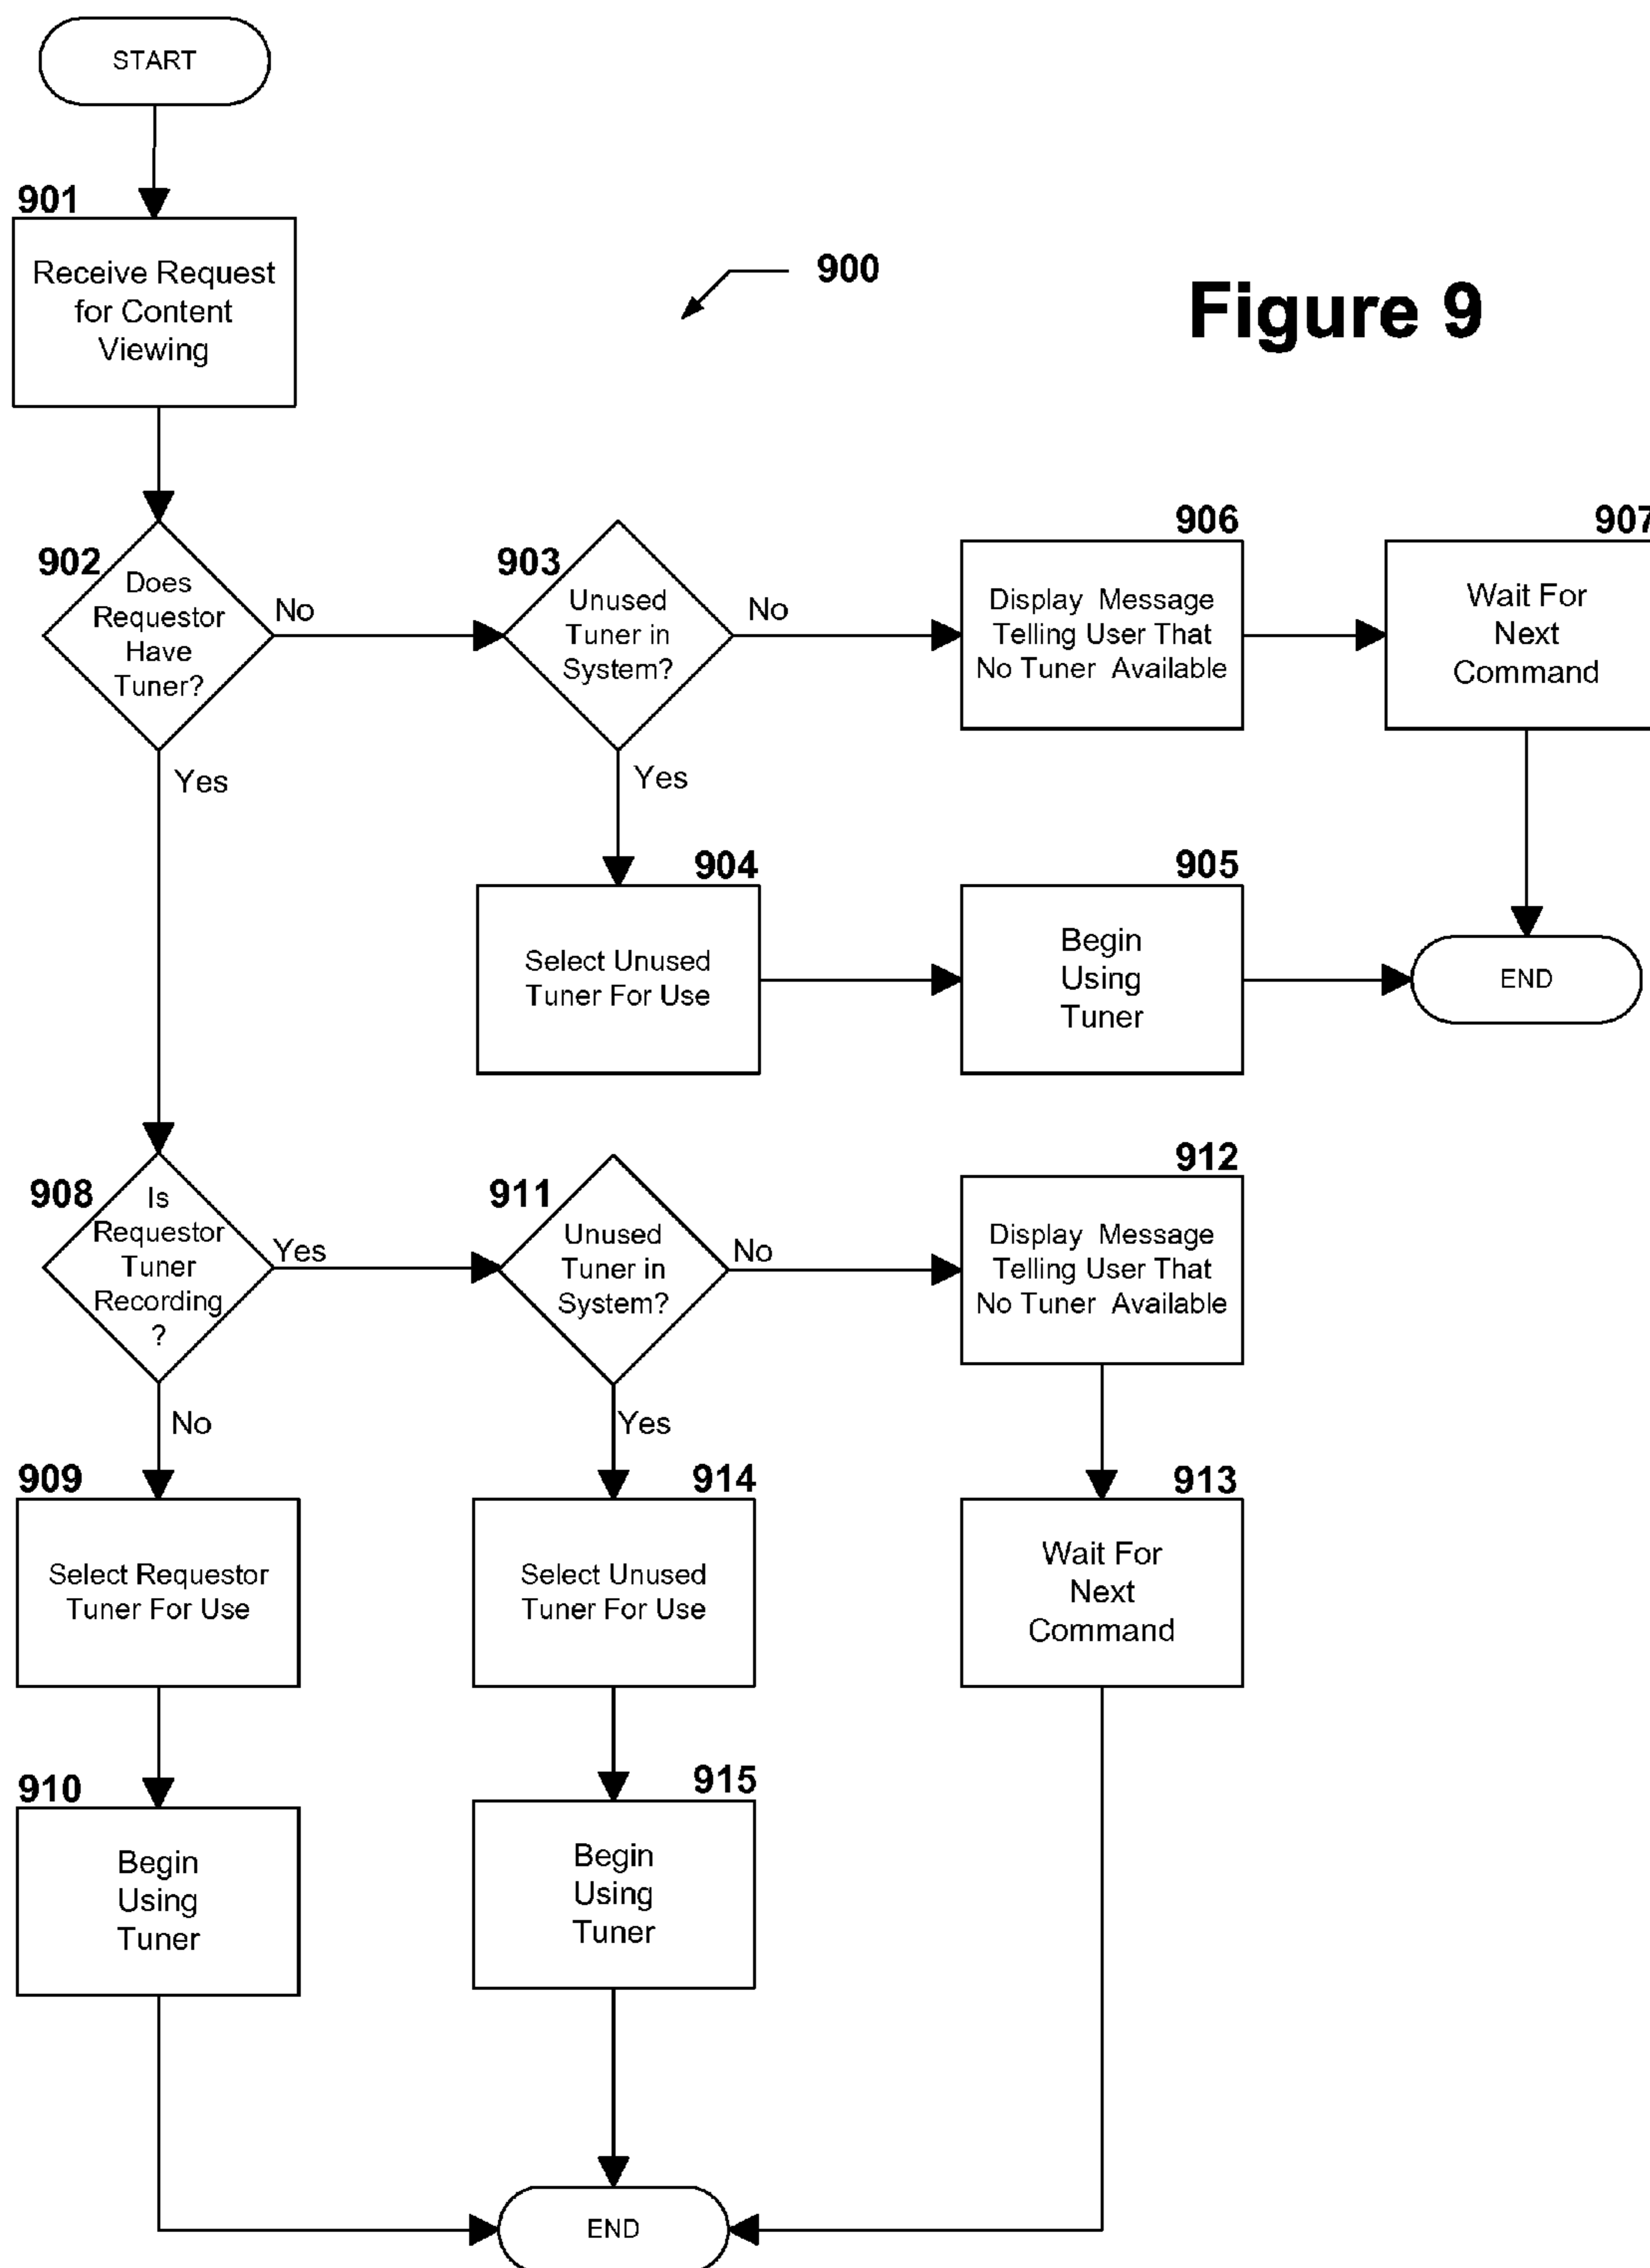 START
901
Receive Request
for Content
Viewing
900
Figure 9
902
Does
Requestor
Have
Tuner?
No
Yes
903
Unused
Tuner in
System?
No
Yes
906
Display Message
Telling User That
No Tuner Available
907
Wait For
Next
Command
904
Select Unused
Tuner For Use
905
Begin
Using
Tuner
END
908
Is
Requestor
Tuner
Recording
?
Yes
No
911
Unused
Tuner in
System?
No
Yes
912
Display Message
Telling User That
No Tuner Available
909
Select Requestor
Tuner For Use
914
Select Unused
Tuner For Use
913
Wait For
Next
Command
910
Begin
Using
Tuner
915
Begin
Using
Tuner
END